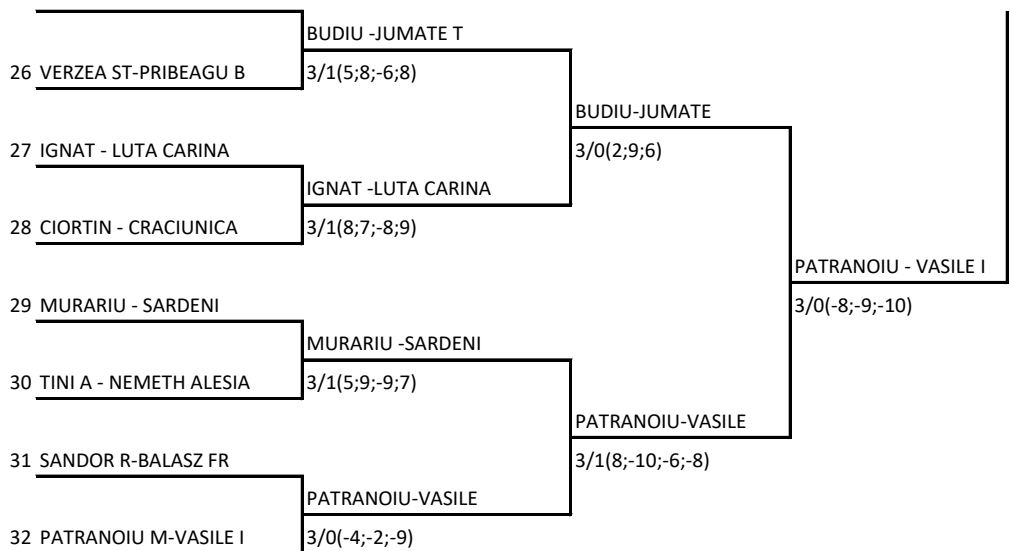 BUDIU -JUMATE T
26 VERZEA ST-PRIBEAGU B 3/1(5;8;-6;8)
BUDIU-JUMATE
27 IGNAT - LUTA CARINA 3/0(2;9;6)
IGNAT -LUTA CARINA
28 CIORTIN - CRACIUNICA 3/1(8;7;-8;9)
PATRANOIU - VASILE I
29 MURARIU - SARDENI 3/0(-8;-9;-10)
MURARIU -SARDENI
30 TINI A - NEMETH ALESIA 3/1(5;9;-9;7)
PATRANOIU-VASILE
31 SANDOR R-BALASZ FR 3/1(8;-10;-6;-8)
PATRANOIU-VASILE
32 PATRANOIU M-VASILE I 3/0(-4;-2;-9)